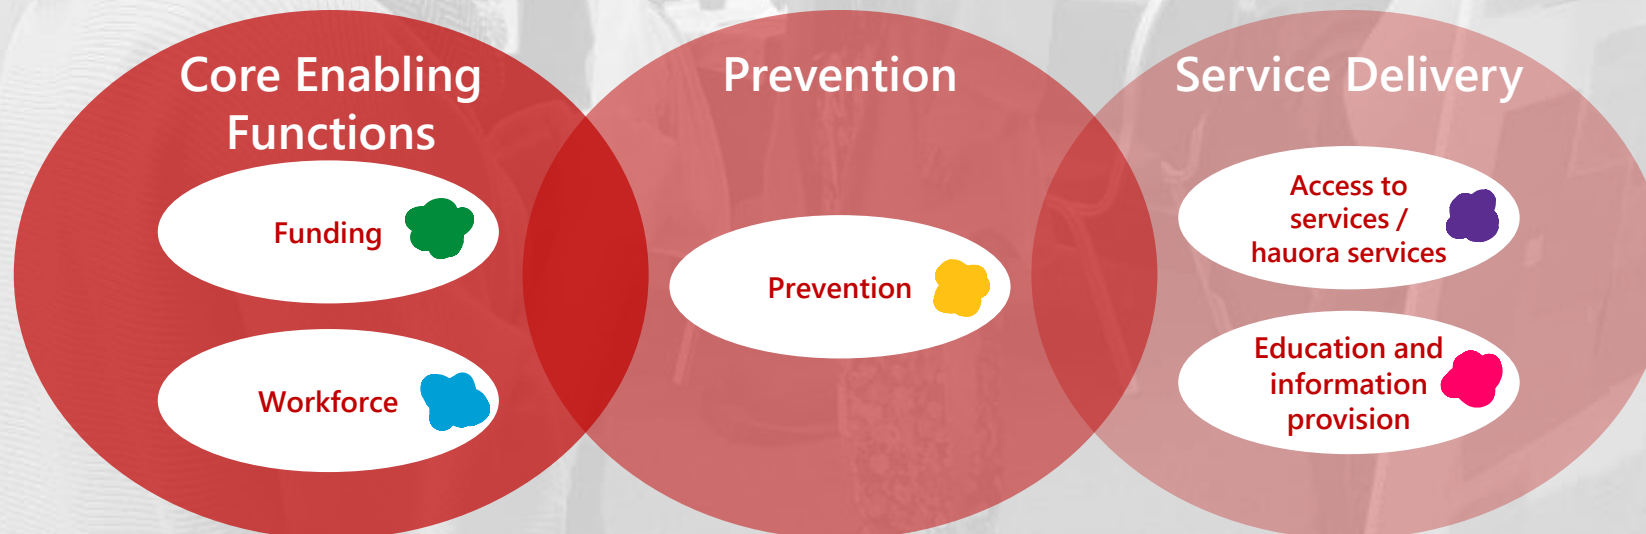 Core Enabling
Functions
Funding
Workforce
Prevention
Prevention
Service Delivery
Access to
services /
hauora services
Education and
information
provision